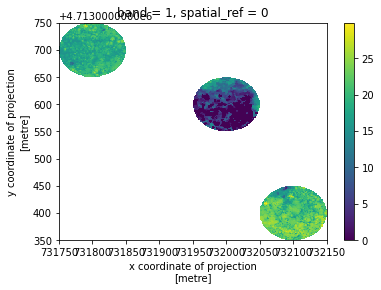 band = 1, spatial_ref = 0
+4.713000000e6
750
700
650
600
550
500
450
400
350
y coordinate of projection
[metre]
731750 731800 731850 731900 731950 732000 732050 732100 732150
x coordinate of projection
[metre]
25
20
15
10
5
0